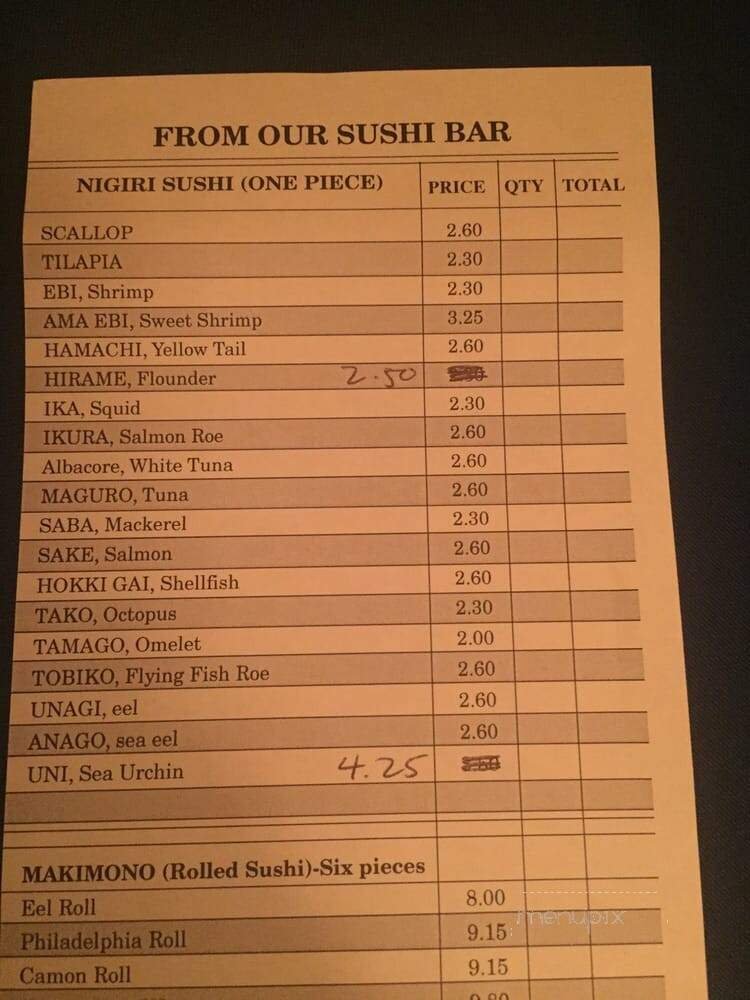 FROM OUR SUSHI BAR
NIGIRI SUSHI (ONE PIECE) PRICE QTY TOTAL
SCALLOP 2.60
TILAPIA 2.30
EBI, Shrimp 2.30
AMA EBI, Sweet Shrimp 3.25
HAMACHI, Yellow Tail 2.60
HIRAME, Flounder 2.50
IKA, Squid 2.30
IKURA, Salmon Roe 2.60
Albacore, White Tuna 2.60
MAGURO, Tuna 2.60
SABA, Mackerel 2.30
SAKE, Salmon 2.60
HOKKI GAI, Shellfish 2.60
TAKO, Octopus 2.30
TAMAGO, Omelet 2.00
TOBIKO, Flying Fish Roe 2.60
UNAGI, eel 2.60
ANAGO, sea eel 2.60
UNI, Sea Urchin 4.25
MAKIMONO (Rolled Sushi)-Six pieces
Eel Roll 8.00
menupix
Philadelphia Roll 9.15
Camon Roll 9.15